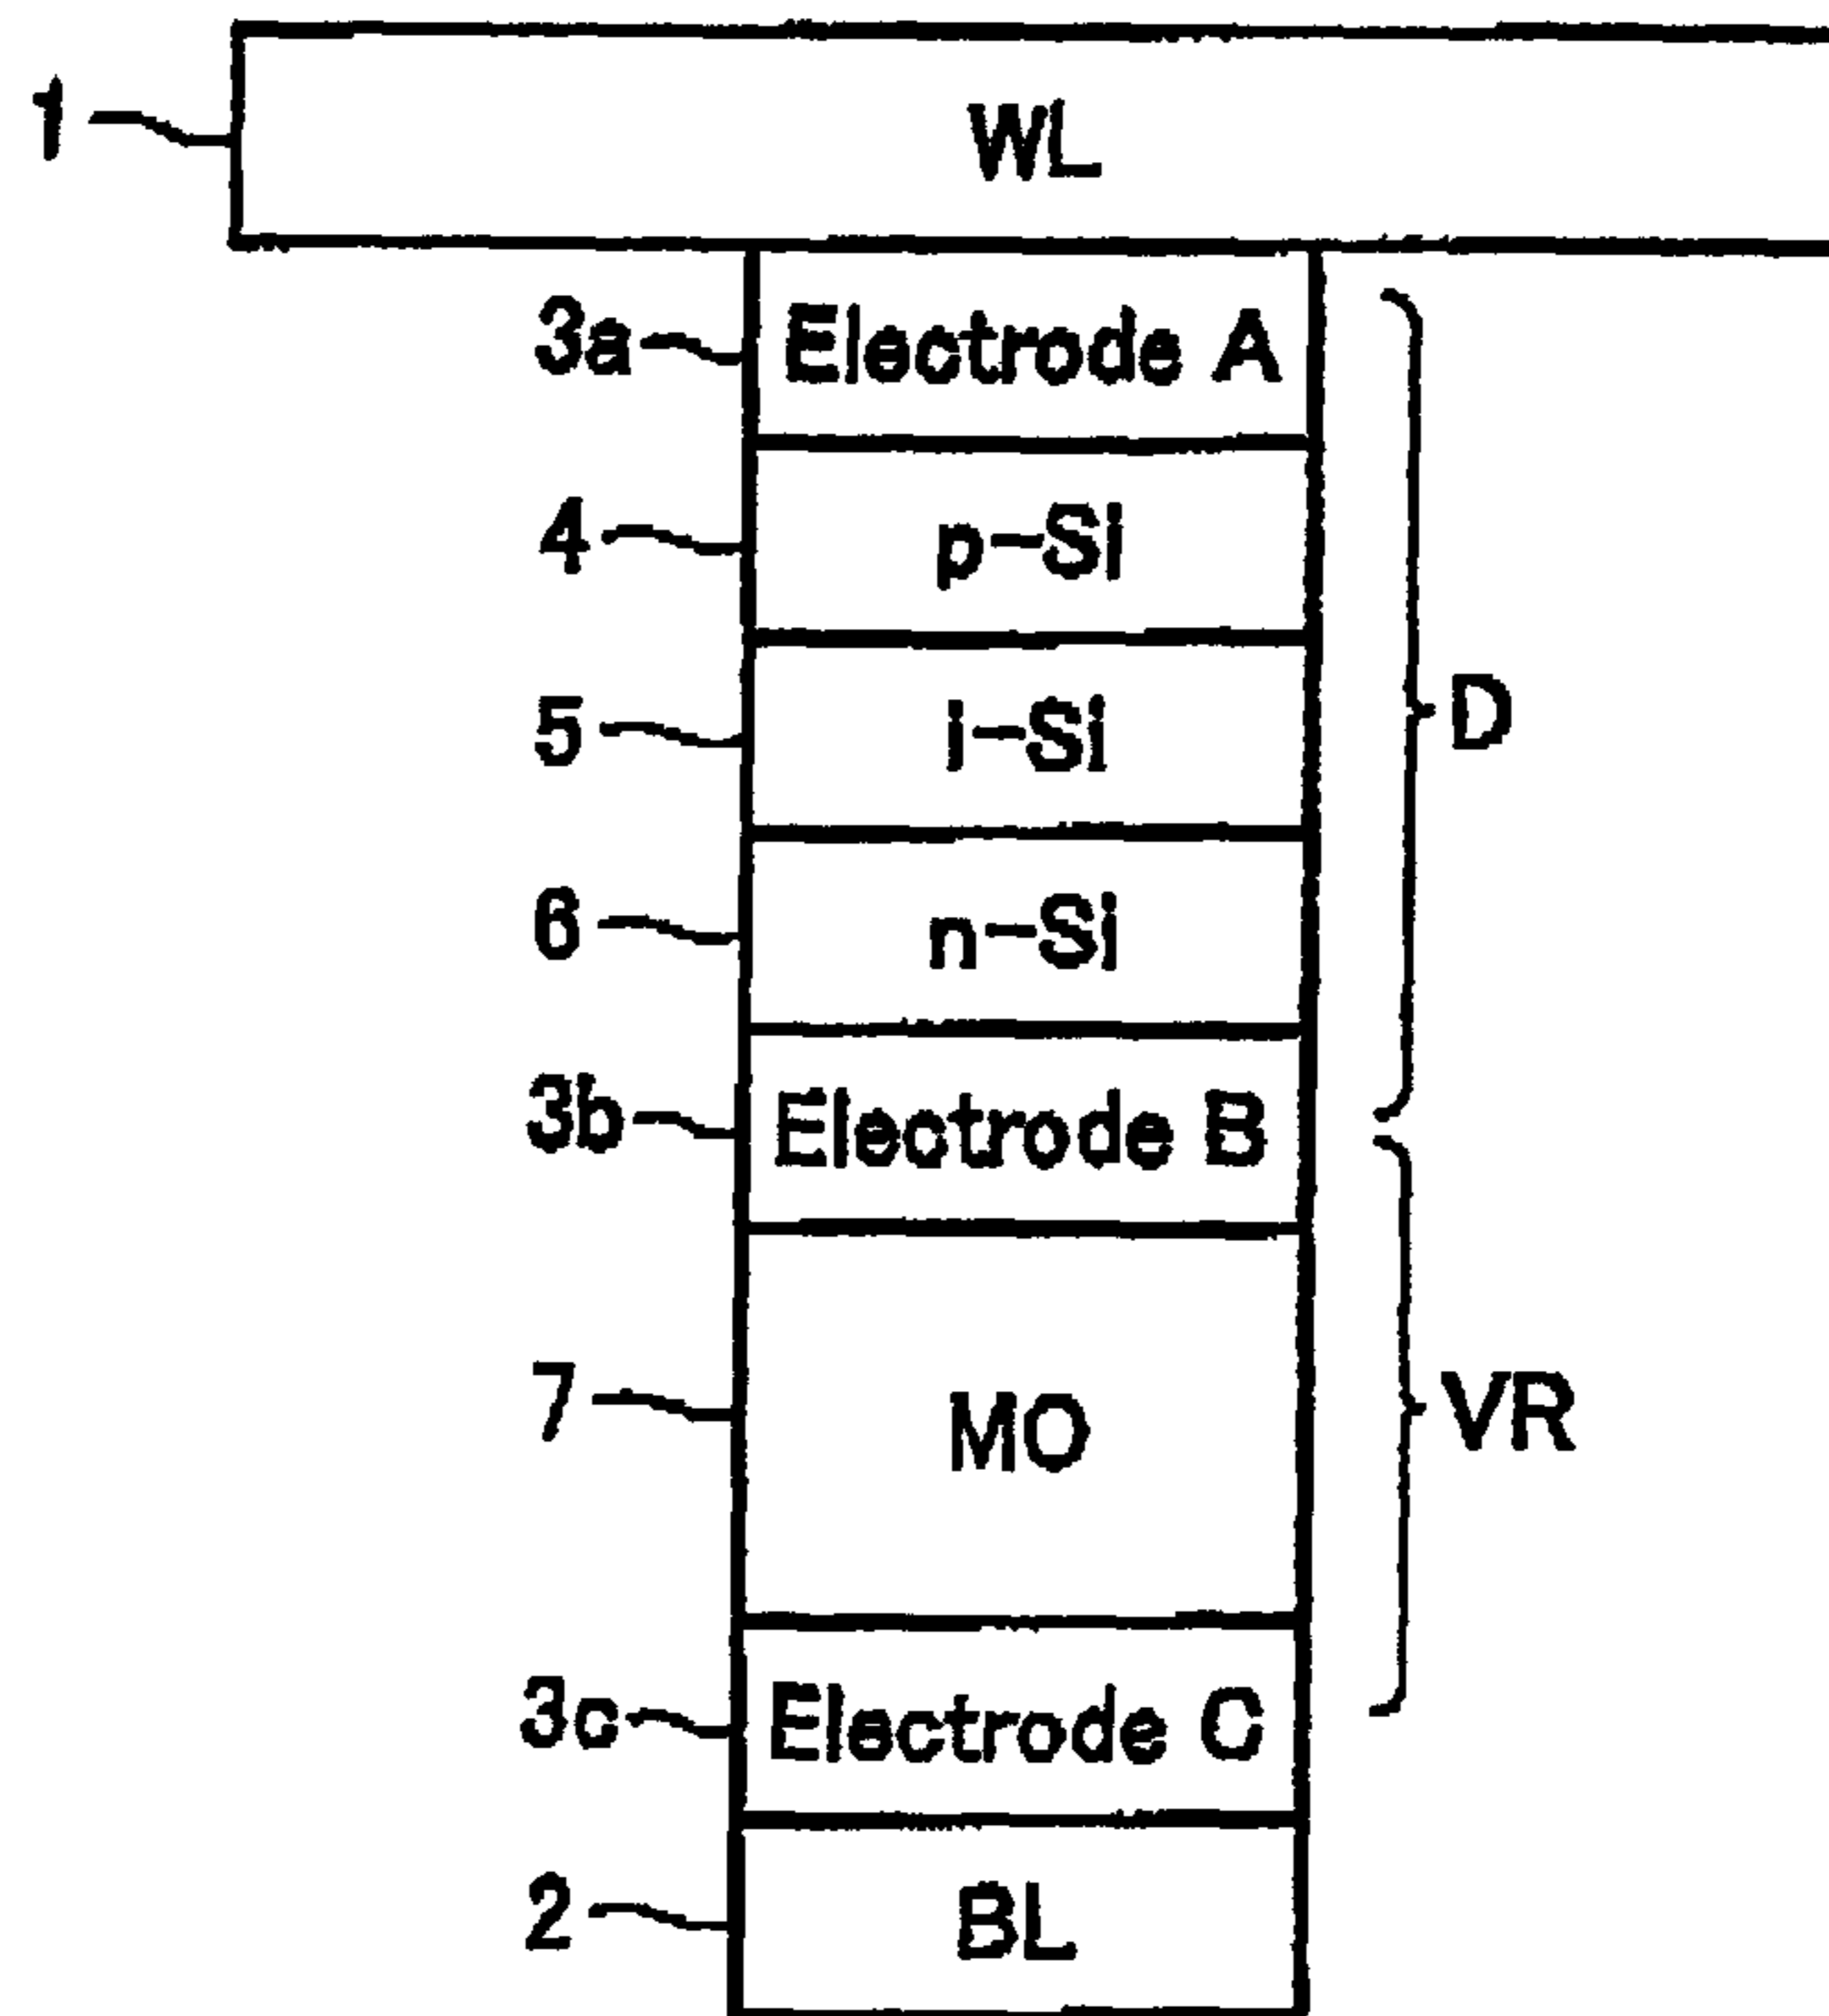 1 WL
3a Electrode A
4 p-Si
5 i-Si
D
6 n-Si
3b Electrode B
7 MO
VR
3c Electrode C
2 BL